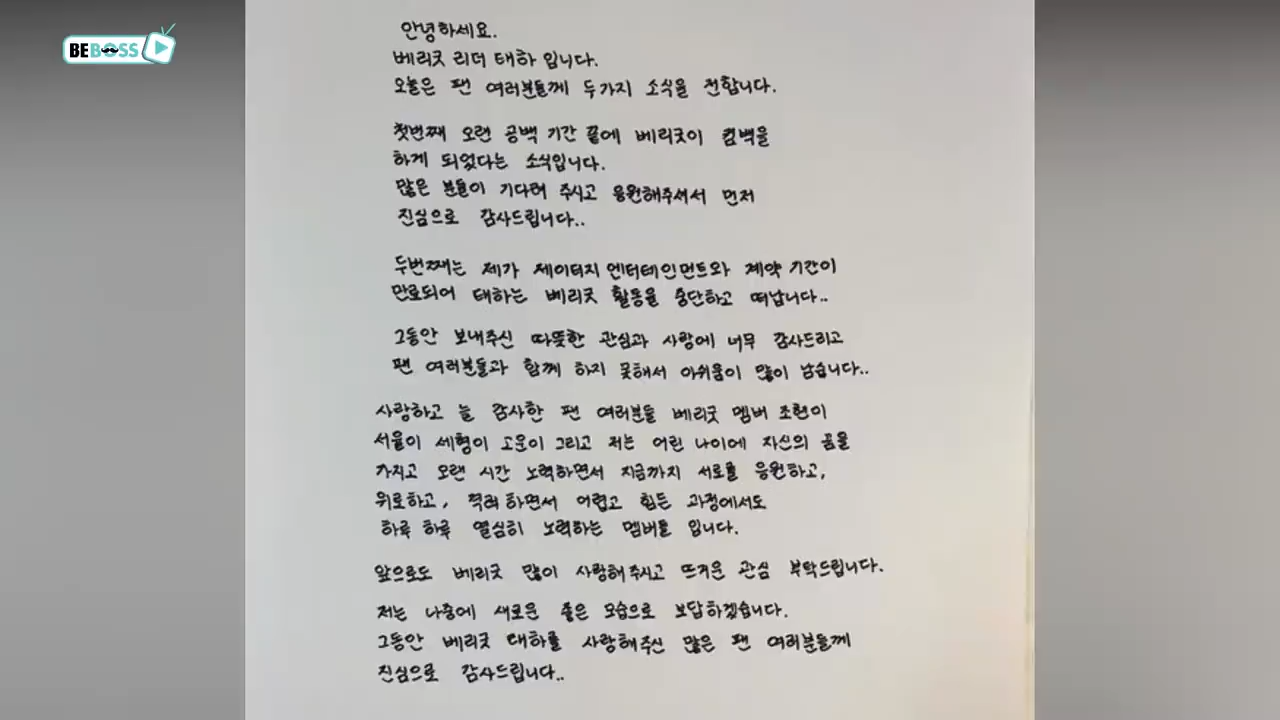 BEBOSS
안녕하세요.
베리굿 리더 태하 입니다.
오늘은 팬 여러분들께 두가지 소식을 전합니다.
첫번째 오랜 공백 기간 끝에 베리굿이 컴백을
하게 되었다는 소식입니다.
많은 분들이 기다려 주시고 응원해주셔서 먼저
진심으로 감사드립니다..
두번째는 제가 제이티지 엔터테인먼트와 계약 기간이
만료되어 태하는 베리굿 활동을 중단하고 떠납니다..
그동안 보내주신 따뜻한 관심과 사랑에 너무 감사드리고
팬 여러분들과 함께 하지 못해서 아쉬움이 많이 남습니다..
사랑하고 늘 감사한 팬 여러분들 베리굿 멤버 조현이
서율이 세형이 고운이 그리고 저는 어린 나이에 자신의 꿈을
가지고 오랜 시간 노력하면서 지금까지 서로를 응원하고,
위로하고, 격려하면서 어렵고 힘든 과정에서도
하루 하루 열심히 노력하는 멤버들 입니다.
앞으로도 베리굿 많이 사랑해주시고 뜨거운 관심 부탁드립니다.
저는 나중에 새로운 좋은 모습으로 보답하겠습니다.
그동안 베리굿 태하를 사랑해주신 많은 팬 여러분들께
진심으로 감사드립니다..